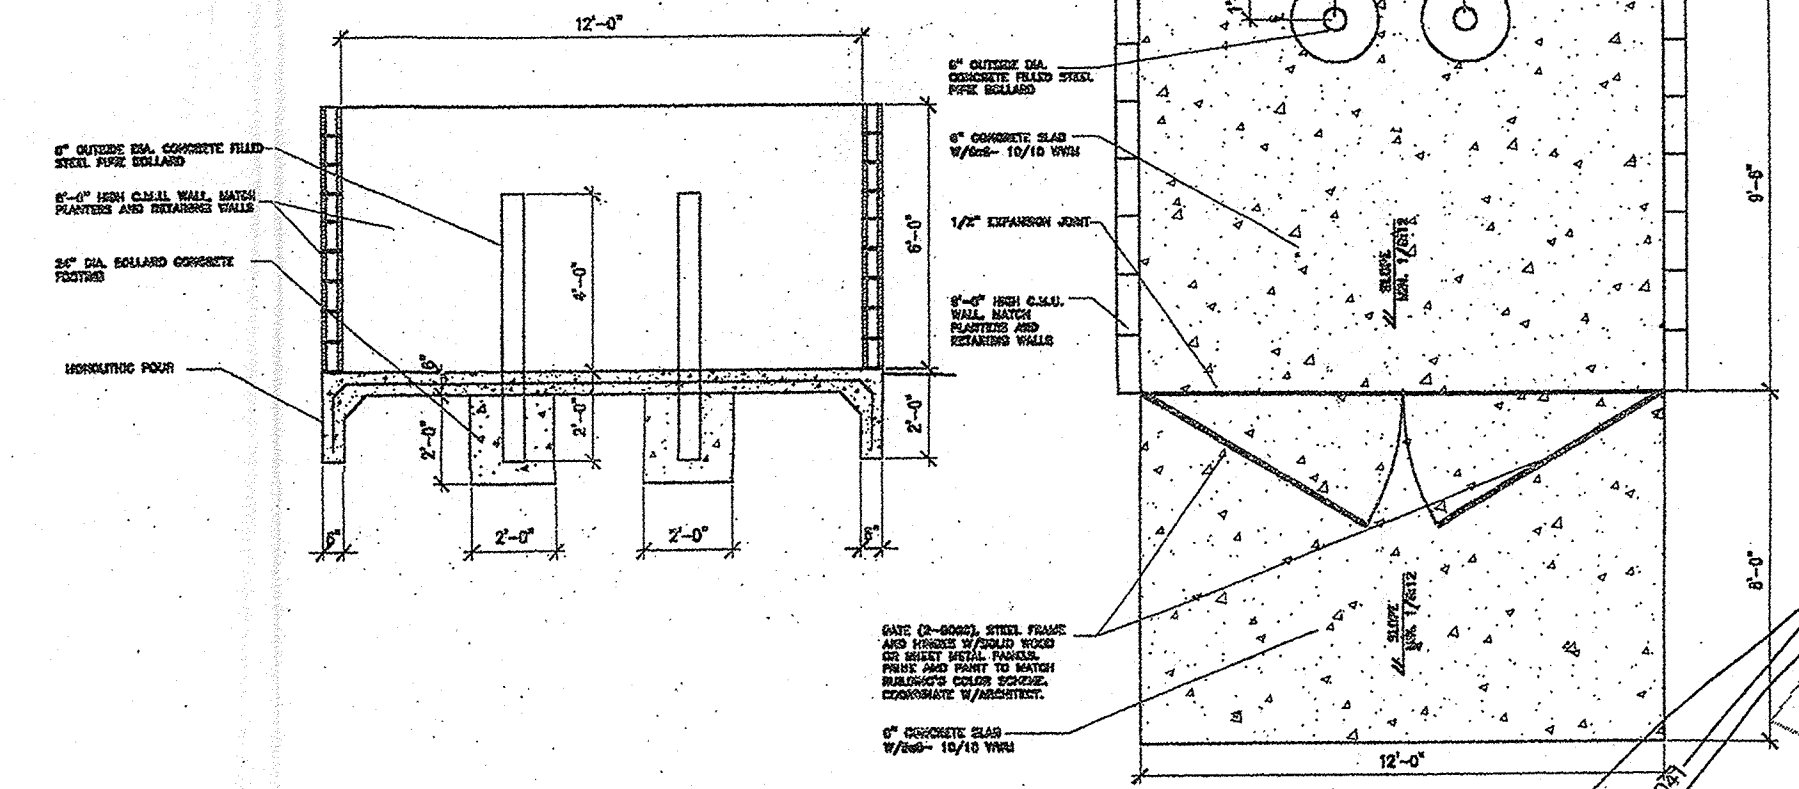 12'-0"
6" OUTSIDE DIA. CONCRETE FILLED
STEEL PIPE BOLLARD
6'-0" HIGH C.M.U. WALL, MATCH
PLANTERS AND RETAINING WALLS
24" DIA. BOLLARD CONCRETE
FOOTING
MONOLITHIC POUR
4'-0"
6'-0"
6"
2'-0"
2'-0"
2'-0"
6"
2'-0"
2'-0"
6"
6" OUTSIDE DIA.
CONCRETE FILLED STEEL
PIPE BOLLARD
6" CONCRETE SLAB
W/6x6- 10/10 WWM
1/2" EXPANSION JOINT
6'-0" HIGH C.M.U.
WALL, MATCH
PLANTERS AND
RETAINING WALLS
SLOPE
MIN. 1/8:12
9'-6"
GATE (2-SIDES), STEEL FRAME
AND HINGES W/SOLID WOOD
OR SHEET METAL PANELS.
PRIME AND PAINT TO MATCH
BUILDING'S COLOR SCHEME.
COORDINATE W/ARCHITECT.
6" CONCRETE SLAB
W/6x6- 10/10 WWM
SLOPE
MIN. 1/8:12
8'-0"
12'-0"